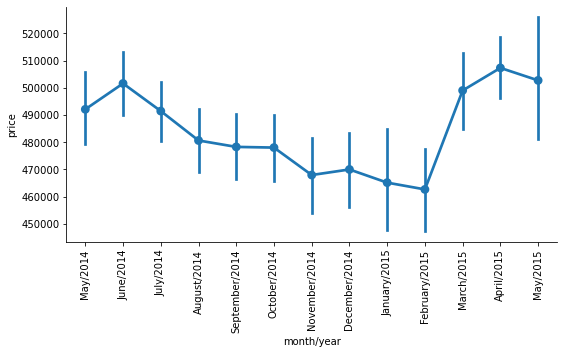 520000
510000
500000
490000
480000
470000
460000
450000
price
May/2014
June/2014
July/2014
August/2014
September/2014
October/2014
November/2014
December/2014
January/2015
February/2015
March/2015
April/2015
May/2015
month/year